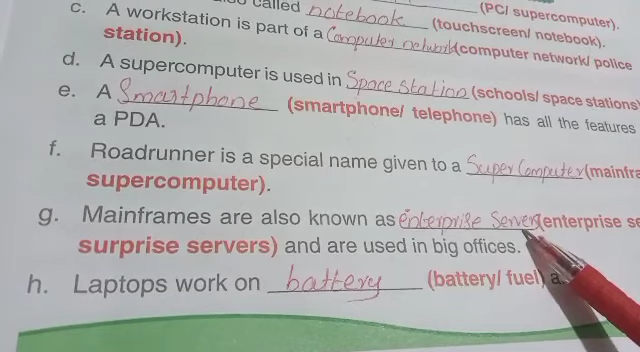 called notebook (PC/ supercomputer).
c. A workstation is part of a Computer network (computer network/ police (touchscreen/ notebook).
station).
d. A supercomputer is used in Space station (schools/ space stations
e. A Smartphone (smartphone/ telephone) has all the features
a PDA.
f. Roadrunner is a special name given to a Super Computer (mainfra
supercomputer).
g. Mainframes are also known as enterprise Server (enterprise se
surprise servers) and are used in big offices.
h. Laptops work on battery (battery/ fuel) a